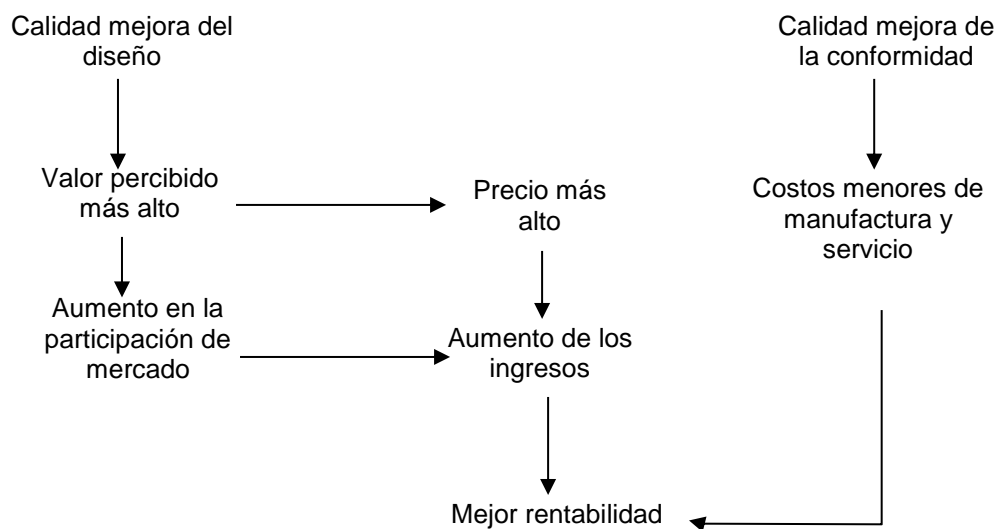 Calidad mejora del
diseño
Calidad mejora de
la conformidad
Valor percibido
más alto
Precio más
alto
Costos menores de
manufactura y
servicio
Aumento en la
participación de
mercado
Aumento de los
ingresos
Mejor rentabilidad